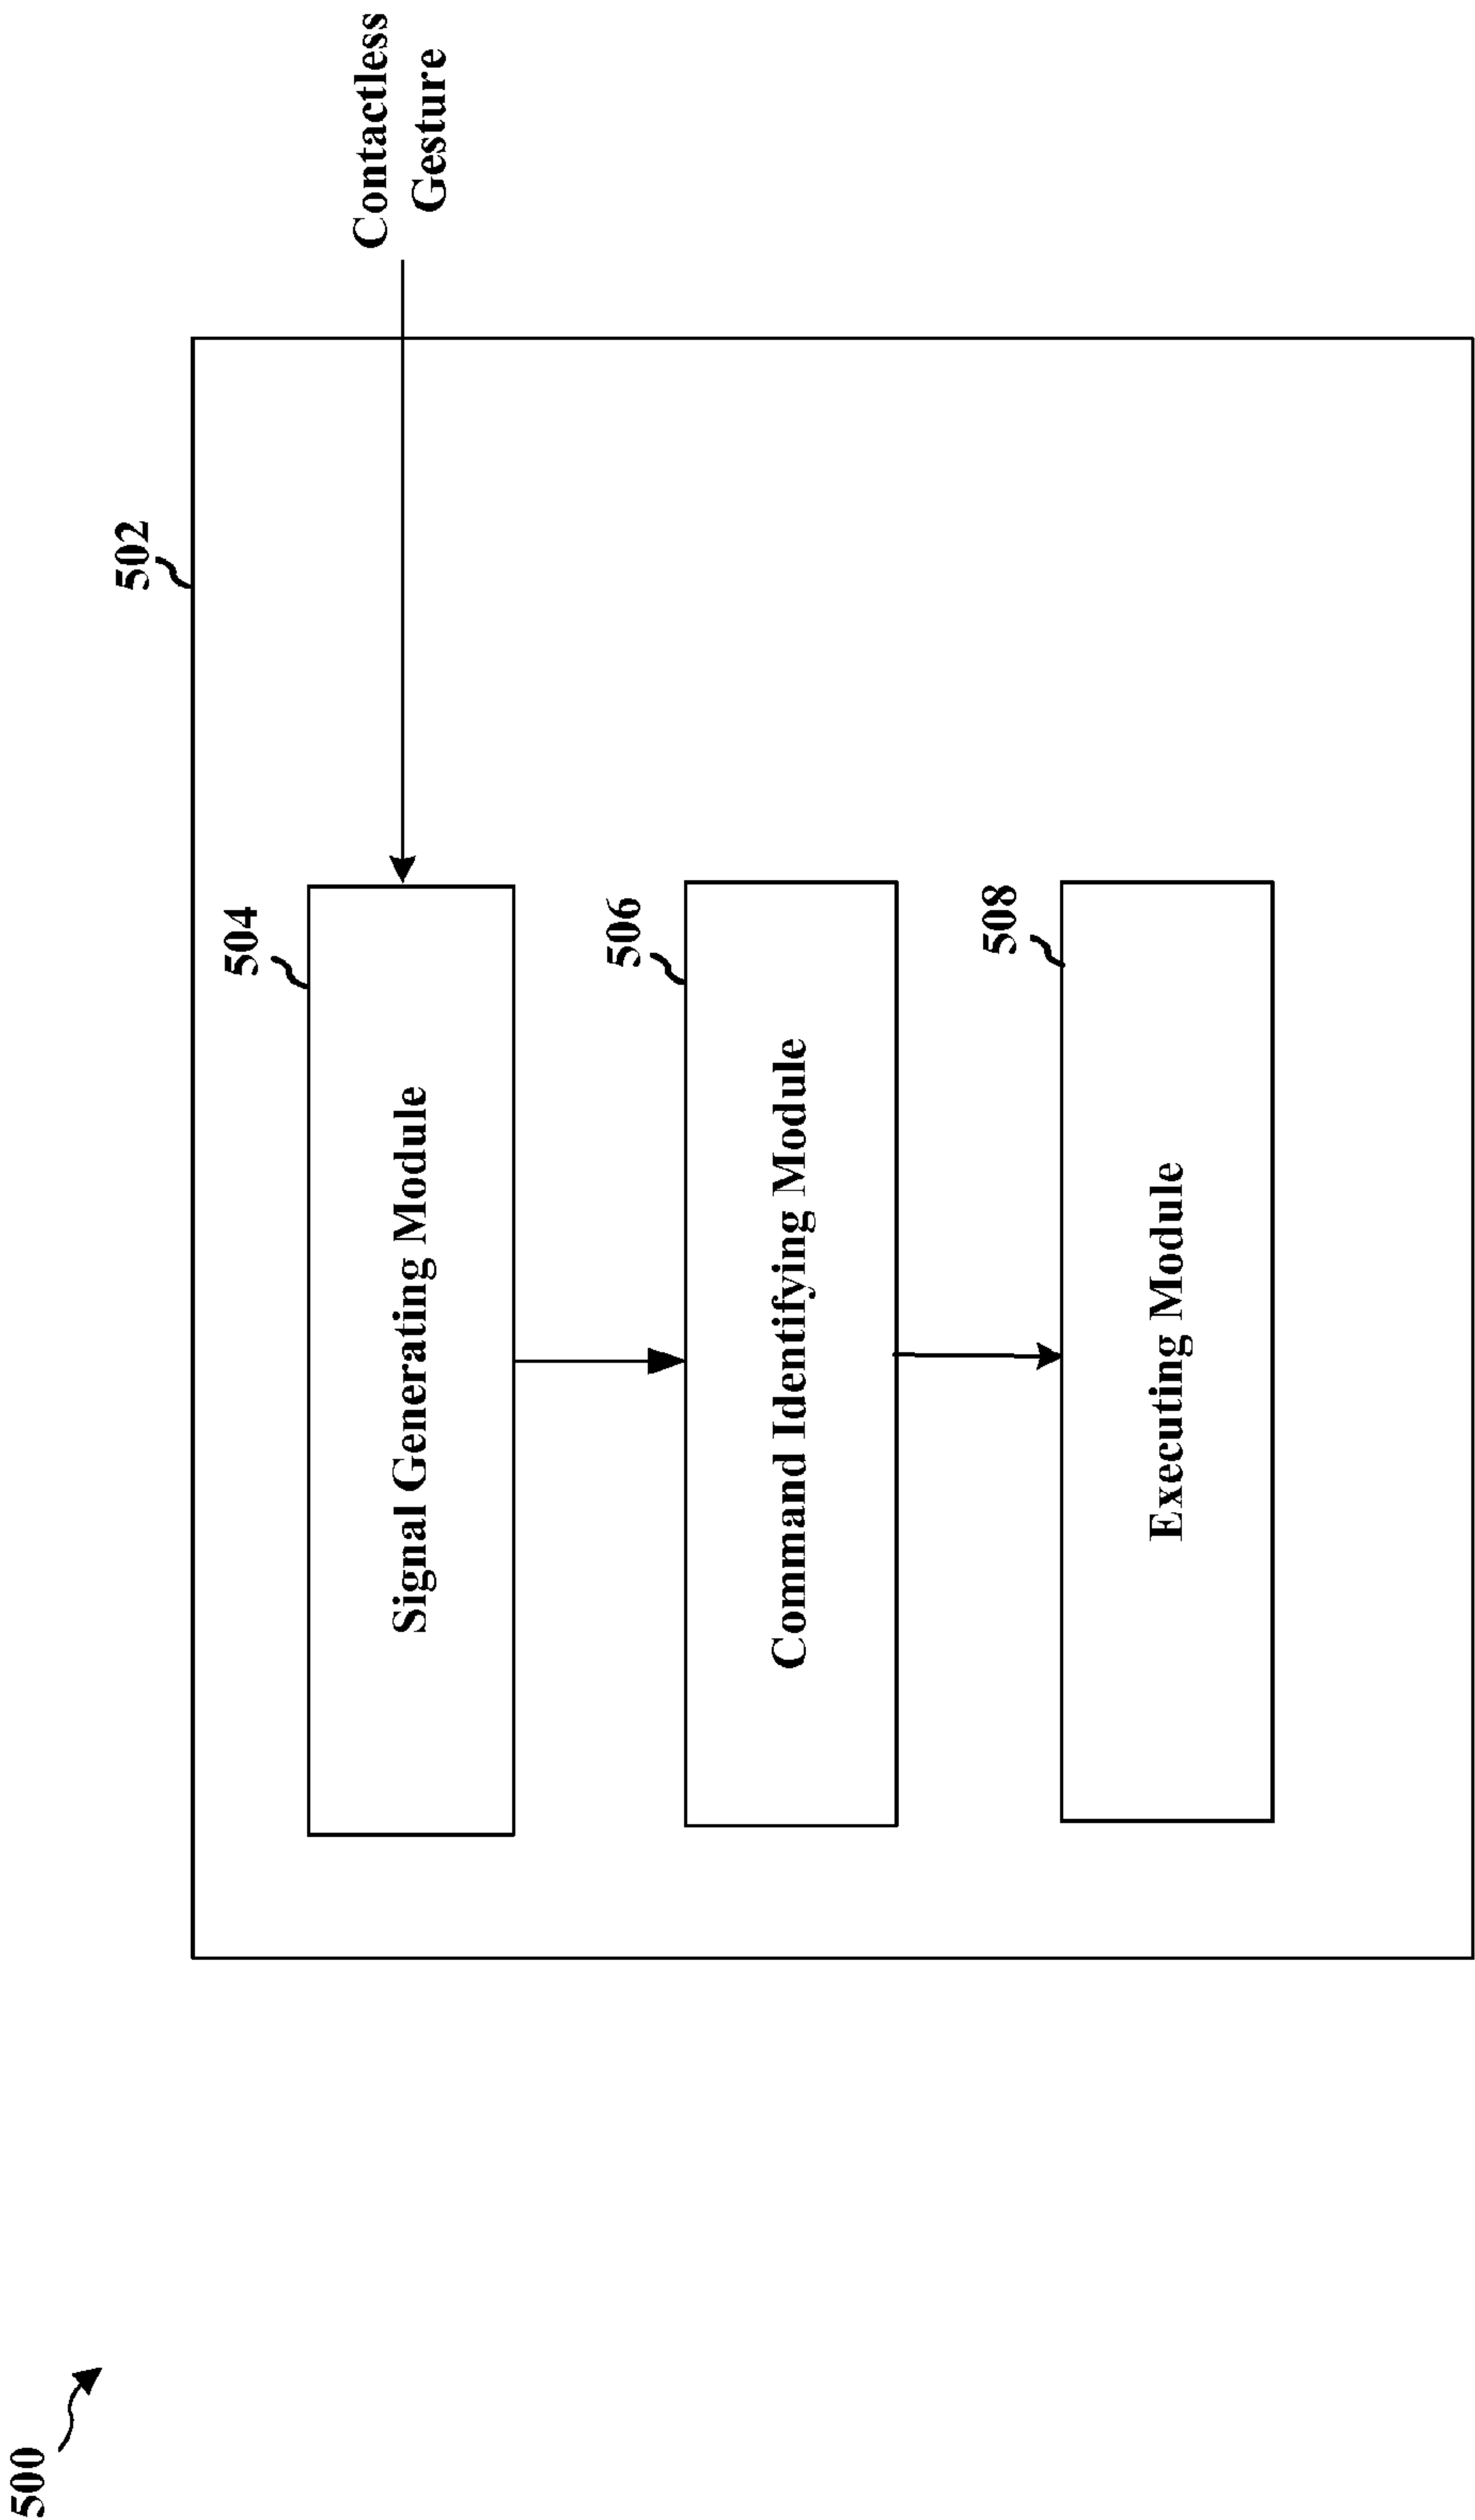 500
502
Contactless
Gesture
504
Signal Generating Module
506
Command Identifying Module
508
Executing Module